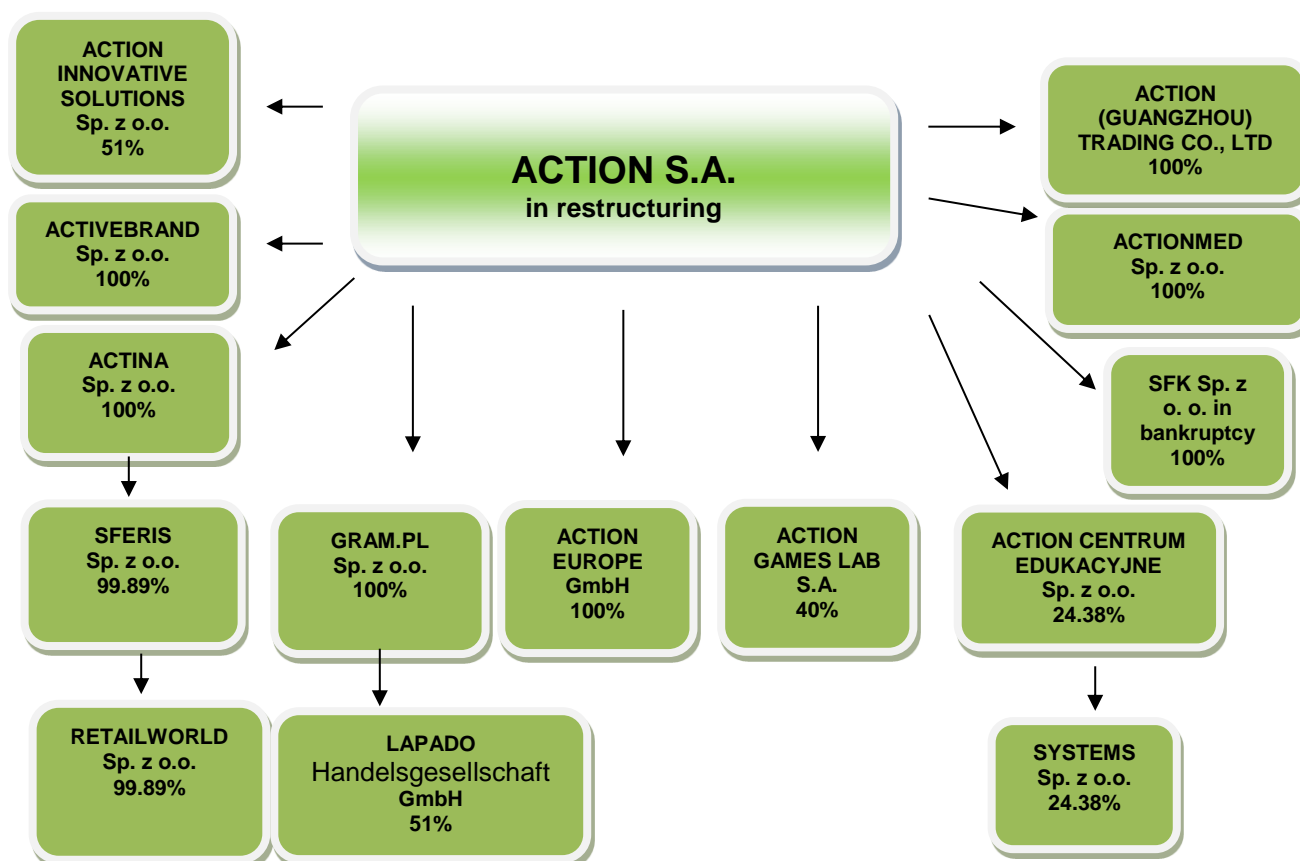 ACTION
INNOVATIVE
SOLUTIONS
Sp. z o.o.
51%
ACTION S.A.
in restructuring
ACTION
(GUANGZHOU)
TRADING CO., LTD
100%
ACTIVEBRAND
Sp. z o.o.
100%
ACTIONMED
Sp. z o.o.
100%
ACTINA
Sp. z o.o.
100%
SFK Sp. z
o. o. in
bankruptcy
100%
SFERIS
Sp. z o.o.
99.89%
GRAM.PL
Sp. z o.o.
100%
ACTION
EUROPE
GmbH
100%
ACTION
GAMES LAB
S.A.
40%
ACTION CENTRUM
EDUKACYJNE
Sp. z o.o.
24.38%
RETAILWORLD
Sp. z o.o.
99.89%
LAPADO
Handelsgesellschaft
GmbH
51%
SYSTEMS
Sp. z o.o.
24.38%